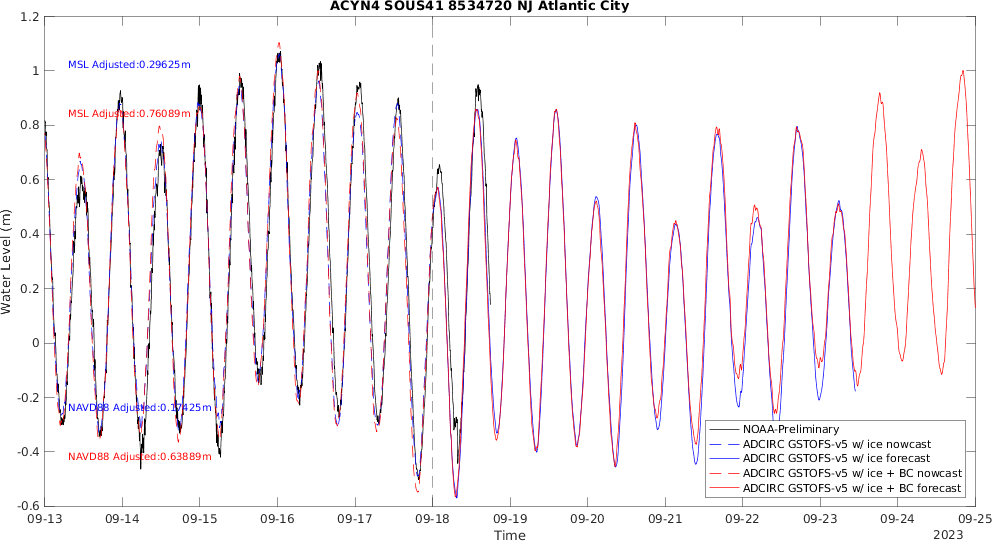 ACYN4 SOUS41 8534720 NJ Atlantic City
1.2
1
0.8
0.6
0.4
0.2
0
-0.2
-0.4
-0.6
Water Level (m)
MSL Adjusted:0.29625m
MSL Adjusted:0.76089m
NAVD88 Adjusted:0.17425m
NAVD88 Adjusted:0.63889m
NOAA-Preliminary
ADCIRC GSTOFS-v5 w/ ice nowcast
ADCIRC GSTOFS-v5 w/ ice forecast
ADCIRC GSTOFS-v5 w/ ice + BC nowcast
ADCIRC GSTOFS-v5 w/ ice + BC forecast
09-13 09-14 09-15 09-16 09-17 09-18 09-19 09-20 09-21 09-22 09-23 09-24 09-25
Time
2023